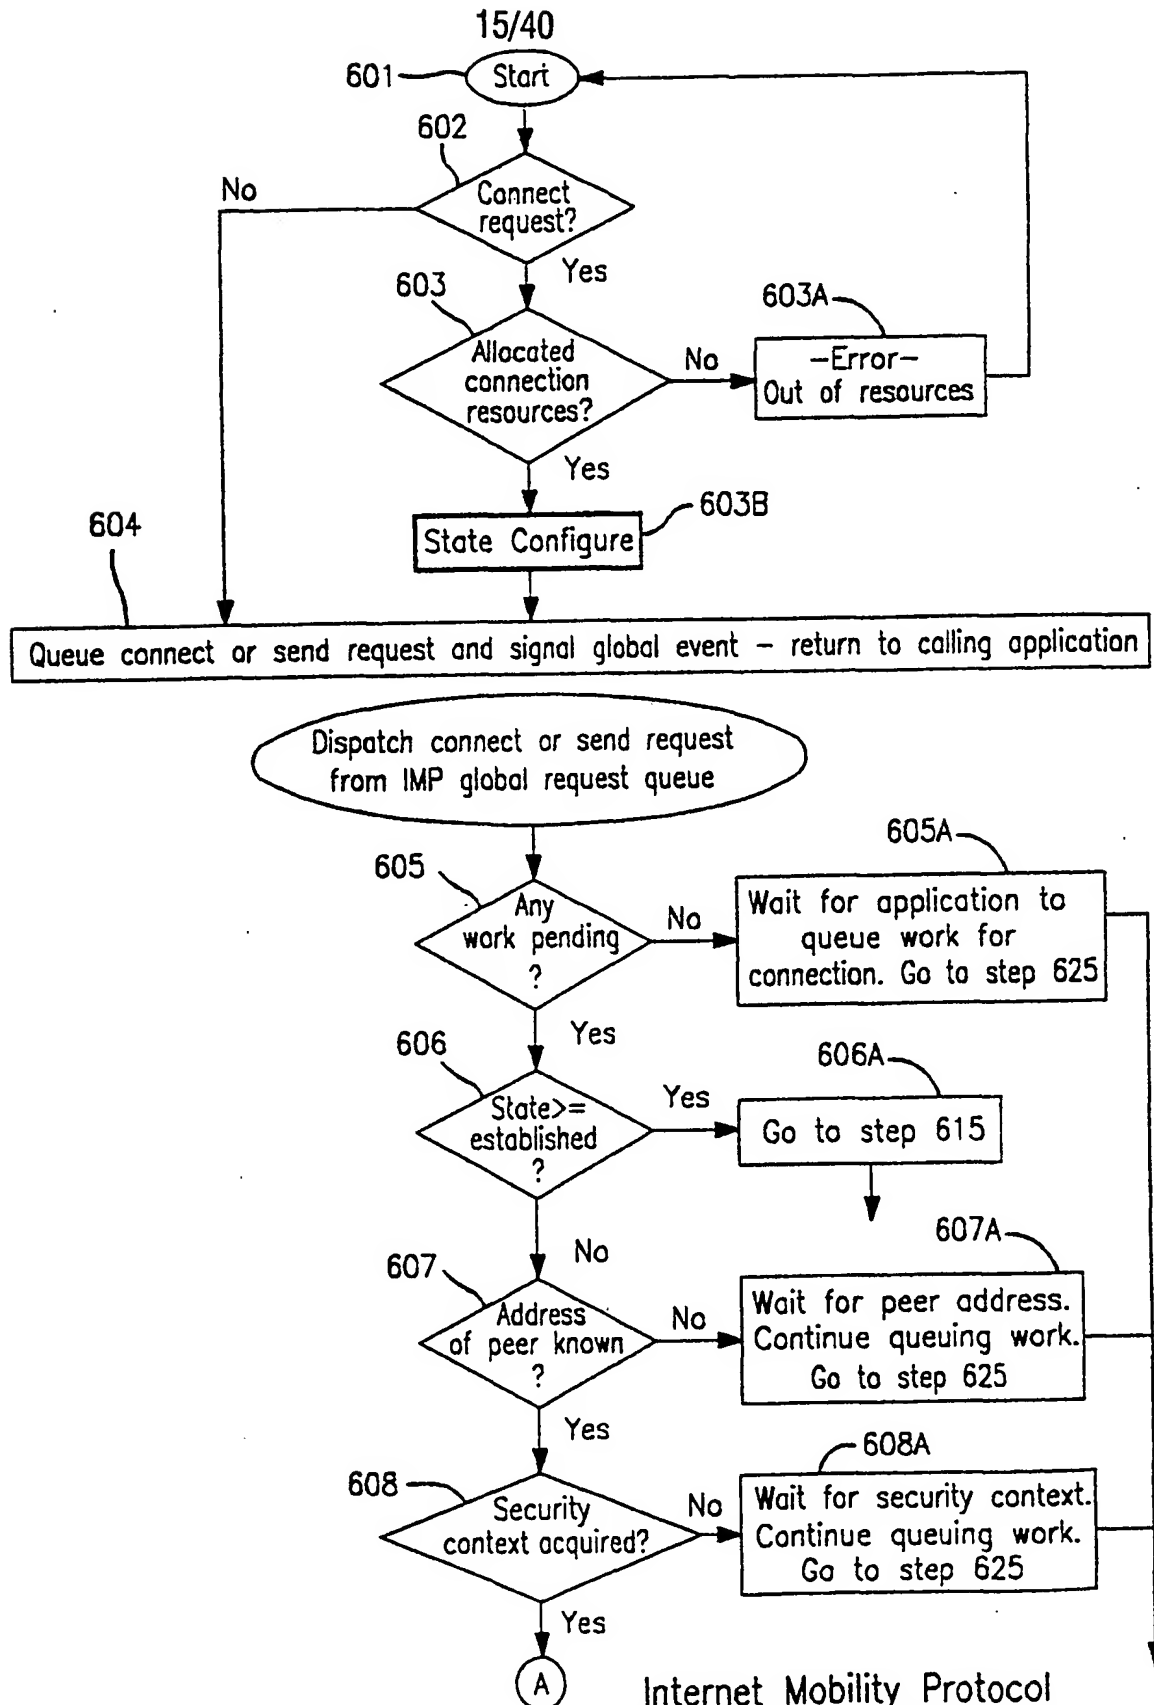 15/40
601
Start
602
No
Connect
request?
Yes
603
603A
Allocated
connection
resources?
No
-Error-
Out of resources
Yes
603B
State Configure
604
Queue connect or send request and signal global event – return to calling application
Dispatch connect or send request
from IMP global request queue
605
605A
Any
work pending
?
No
Wait for application to
queue work for
connection. Go to step 625
Yes
606
606A
State>=
established
?
Yes
Go to step 615
No
607
607A
Address
of peer known
?
No
Wait for peer address.
Continue queuing work.
Go to step 625
Yes
608
608A
Security
context acquired?
No
Wait for security context.
Continue queuing work.
Go to step 625
Yes
A
Internet Mobility Protocol